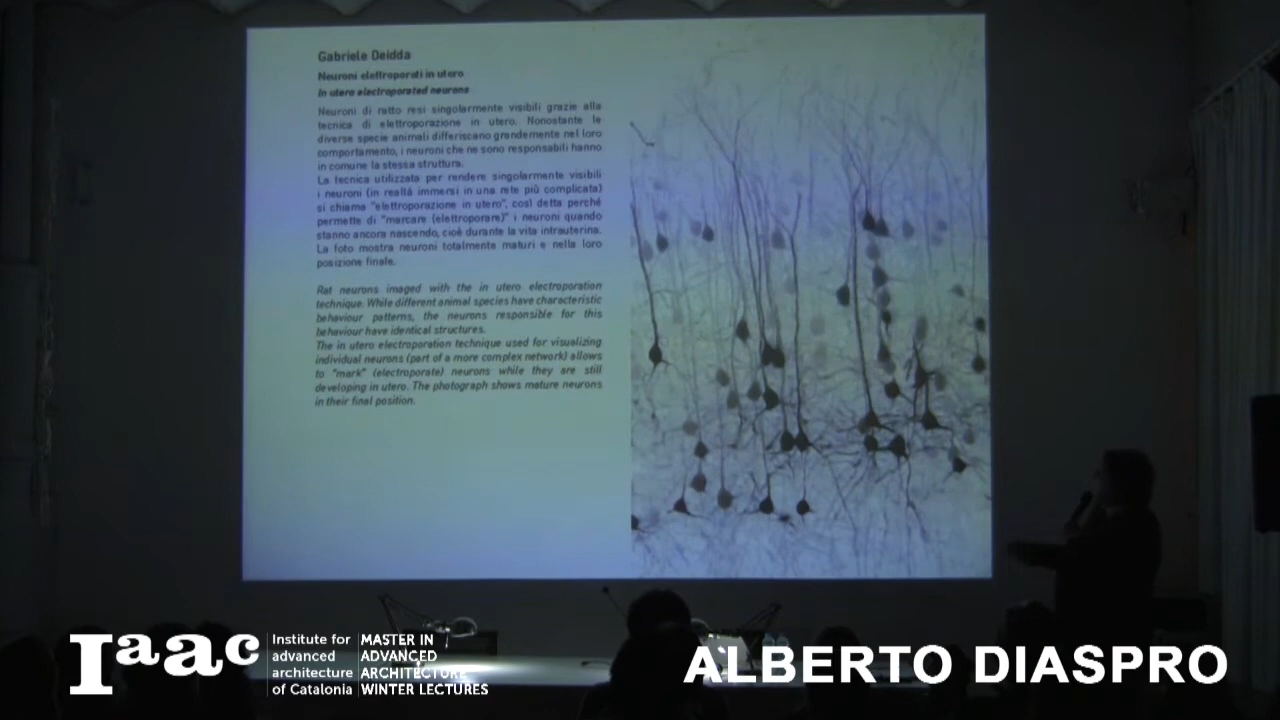 Gabriele Deidda
Neuroni elettroporati in utero
In utero electroporated neurons
Neuroni di ratto resi singolarmente visibili grazie alla
tecnica di elettroporazione in utero. Nonostante le
diverse specie animali differiscano grandemente nel loro
comportamento, i neuroni che ne sono responsabili hanno
in comune la stessa struttura.
La tecnica utilizzata per rendere singolarmente visibili
i neuroni (in realtà immersi in una rete più complicata)
si chiama "elettroporazione in utero", così detta perché
permette di "marcare (elettroporare)" i neuroni quando
stanno ancora nascendo, cioè durante la vita intrauterina.
La foto mostra neuroni totalmente maturi e nella loro
posizione finale.
Rat neurons imaged with the in utero electroporation
technique. While different animal species have characteristic
behaviour patterns, the neurons responsible for this
behaviour have identical structures.
The in utero electroporation technique used for visualizing
individual neurons (part of a more complex network) allows
to "mark" (electroporate) neurons while they are still
developing in utero. The photograph shows mature neurons
in their final position.
Iaac
Institute for
advanced
architecture
of Catalonia
MASTER IN
ADVANCED
ARCHITECTURE
WINTER LECTURES
ALBERTO DIASPRO